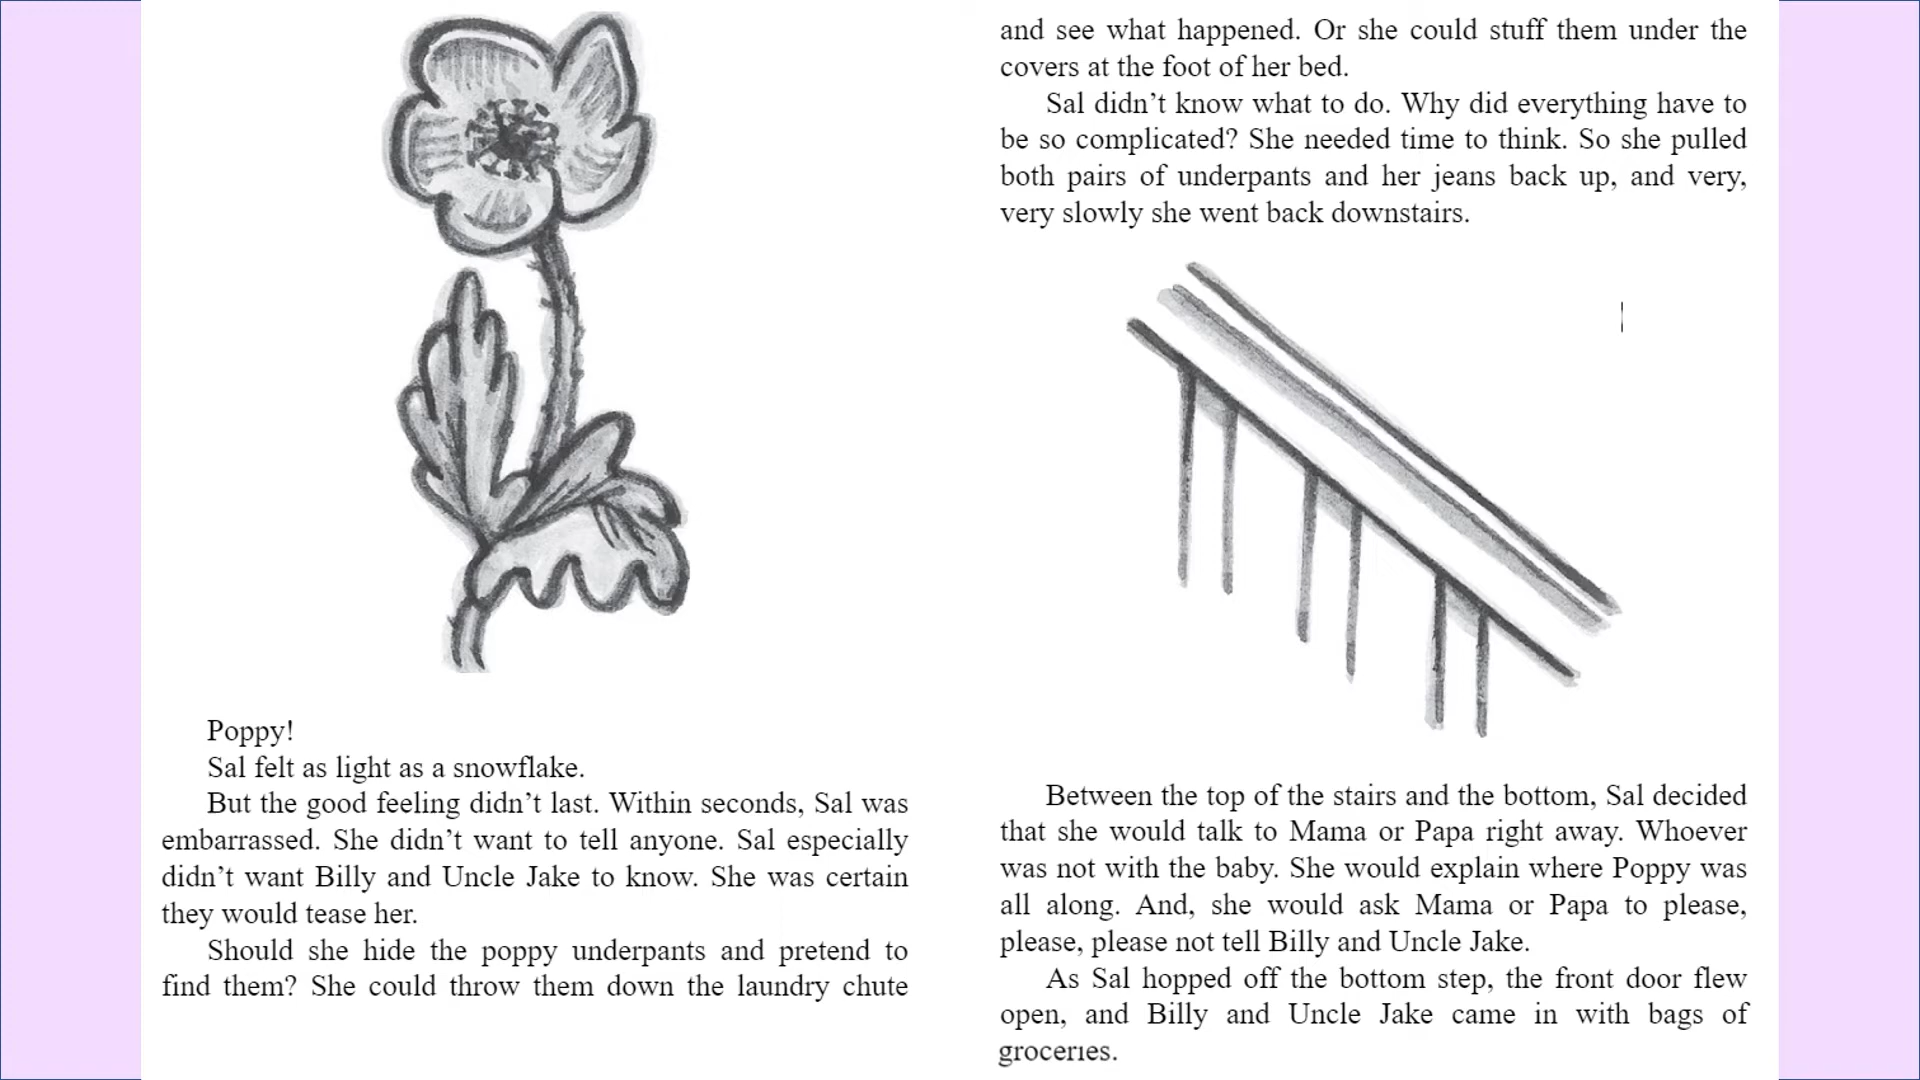 Poppy!
Sal felt as light as a snowflake.
But the good feeling didn’t last. Within seconds, Sal was
embarrassed. She didn’t want to tell anyone. Sal especially
didn’t want Billy and Uncle Jake to know. She was certain
they would tease her.
Should she hide the poppy underpants and pretend to
find them? She could throw them down the laundry chute
and see what happened. Or she could stuff them under the
covers at the foot of her bed.
Sal didn’t know what to do. Why did everything have to
be so complicated? She needed time to think. So she pulled
both pairs of underpants and her jeans back up, and very,
very slowly she went back downstairs.
Between the top of the stairs and the bottom, Sal decided
that she would talk to Mama or Papa right away. Whoever
was not with the baby. She would explain where Poppy was
all along. And, she would ask Mama or Papa to please,
please, please not tell Billy and Uncle Jake.
As Sal hopped off the bottom step, the front door flew
open, and Billy and Uncle Jake came in with bags of
groceries.